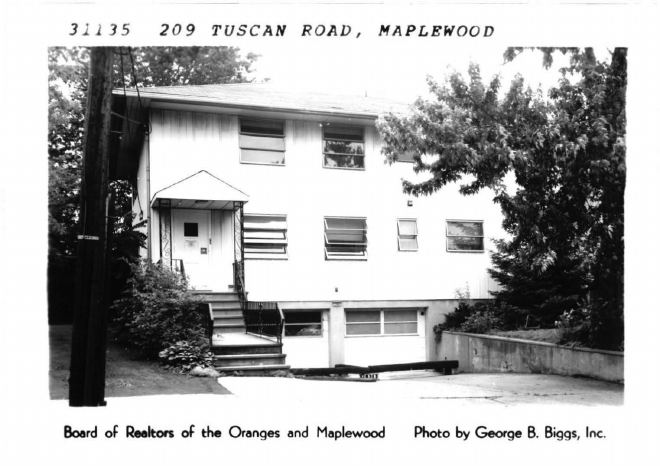 31135 209 TUSCAN ROAD, MAPLEWOOD
Board of Realtors of the Oranges and Maplewood Photo by George B. Biggs, Inc.